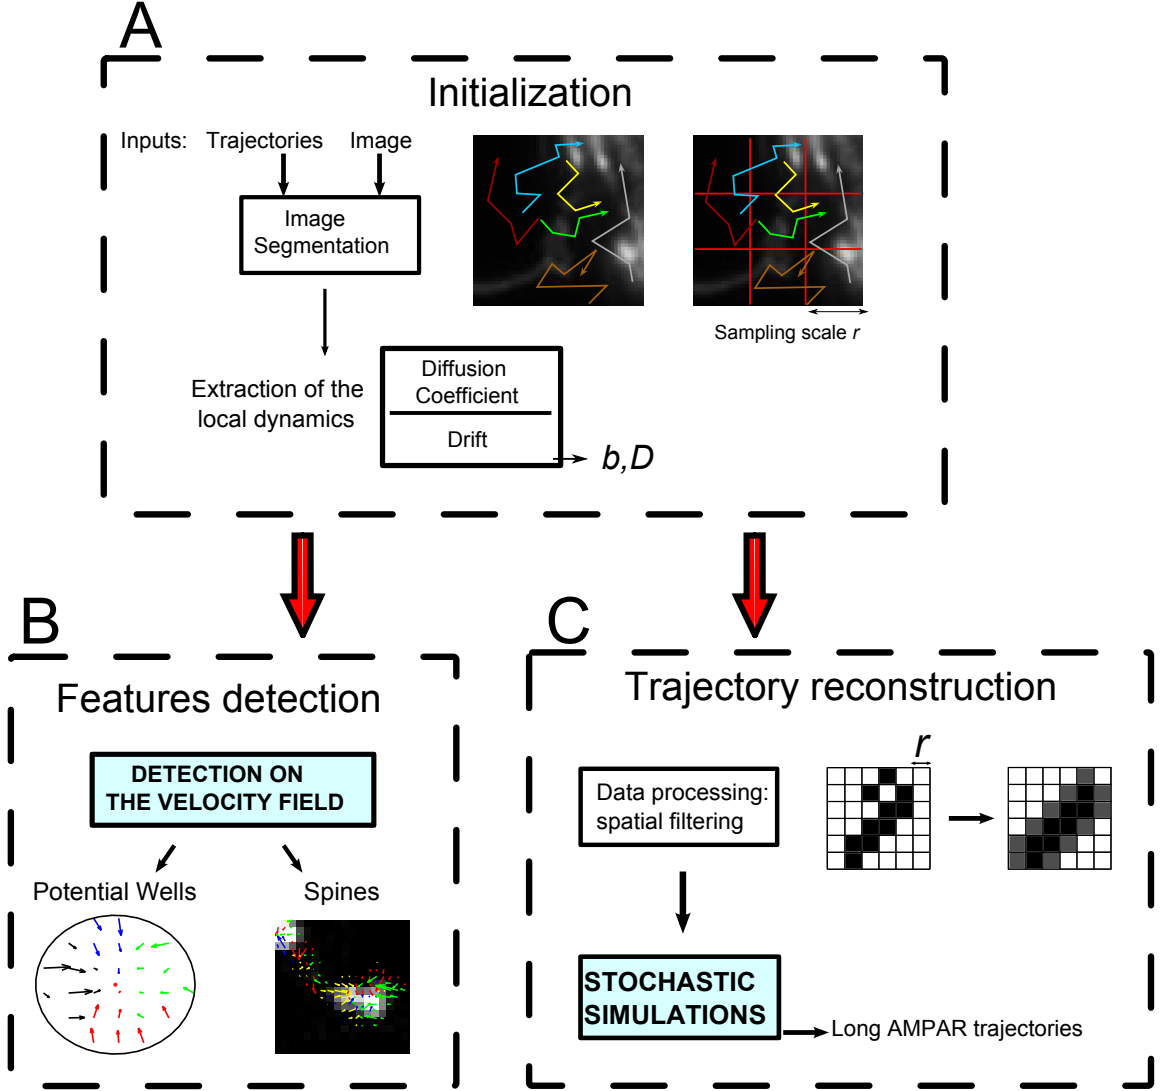 A
Initialization
Inputs: Trajectories Image
Image
Segmentation
Sampling scale r
Extraction of the
local dynamics
Diffusion
Coefficient
Drift
b,D
B
Features detection
DETECTION ON
THE VELOCITY FIELD
Potential Wells
Spines
C
Trajectory reconstruction
r
Data processing:
spatial filtering
STOCHASTIC
SIMULATIONS
Long AMPAR trajectories